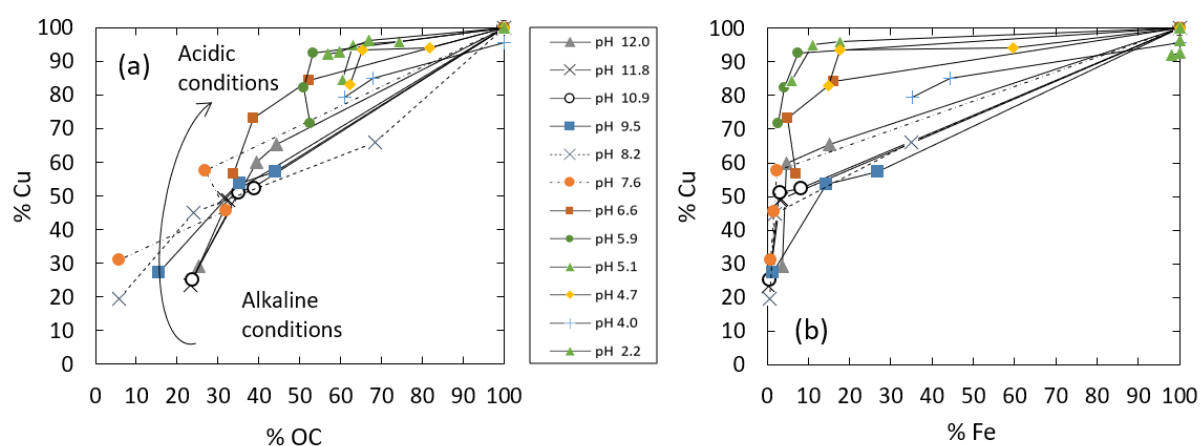 100
90
80
70
60
50
40
30
20
10
0
% Cu
(a)
Acidic
conditions
Alkaline
conditions
0 10 20 30 40 50 60 70 80 90 100
% OC
pH 12.0
pH 11.8
pH 10.9
pH 9.5
pH 8.2
pH 7.6
pH 6.6
pH 5.9
pH 5.1
pH 4.7
pH 4.0
pH 2.2
100
90
80
70
60
50
40
30
20
10
0
% Cu
(b)
0 10 20 30 40 50 60 70 80 90 100
% Fe